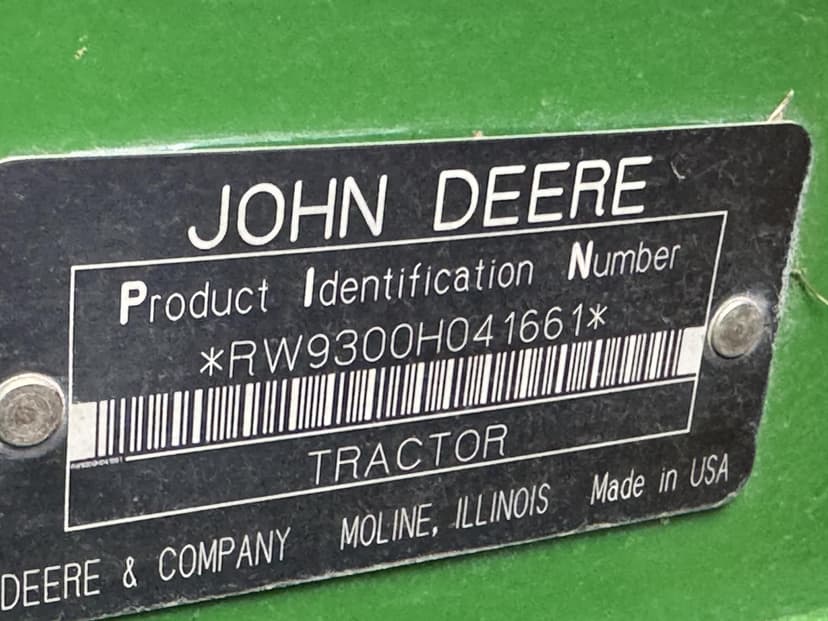 JOHN DEERE
Product Identification Number
*RW9300H041661*
TRACTOR
DEERE & COMPANY MOLINE, ILLINOIS Made in USA